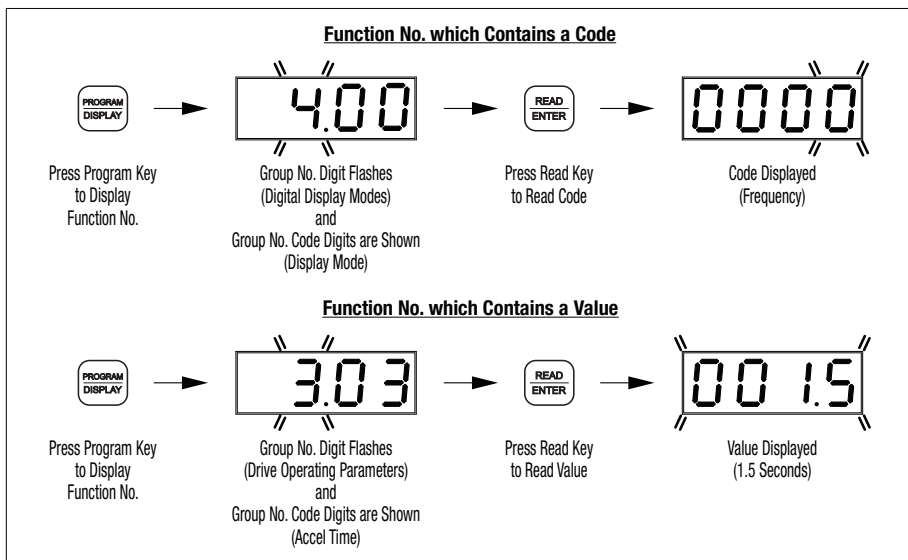 Function No. which Contains a Code
PROGRAM
DISPLAY
4.00
READ
ENTER
0000
Press Program Key
to Display
Function No.
Group No. Digit Flashes
(Digital Display Modes)
and
Group No. Code Digits are Shown
(Display Mode)
Press Read Key
to Read Code
Code Displayed
(Frequency)
Function No. which Contains a Value
PROGRAM
DISPLAY
3.03
READ
ENTER
001.5
Press Program Key
to Display
Function No.
Group No. Digit Flashes
(Drive Operating Parameters)
and
Group No. Code Digits are Shown
(Accel Time)
Press Read Key
to Read Value
Value Displayed
(1.5 Seconds)